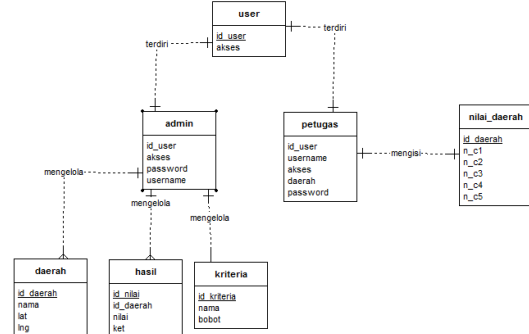 user
id_user
akses
terdiri
terdiri
admin
id_user
akses
password
username
petugas
id_user
username
akses
daerah
password
mengisi
nilai_daerah
id_daerah
n_c1
n_c2
n_c3
n_c4
n_c5
mengelola
mengelola
mengelola
daerah
id_daerah
nama
lat
lng
hasil
id_nilai
id_daerah
nilai
ket
kriteria
id_kriteria
nama
bobot